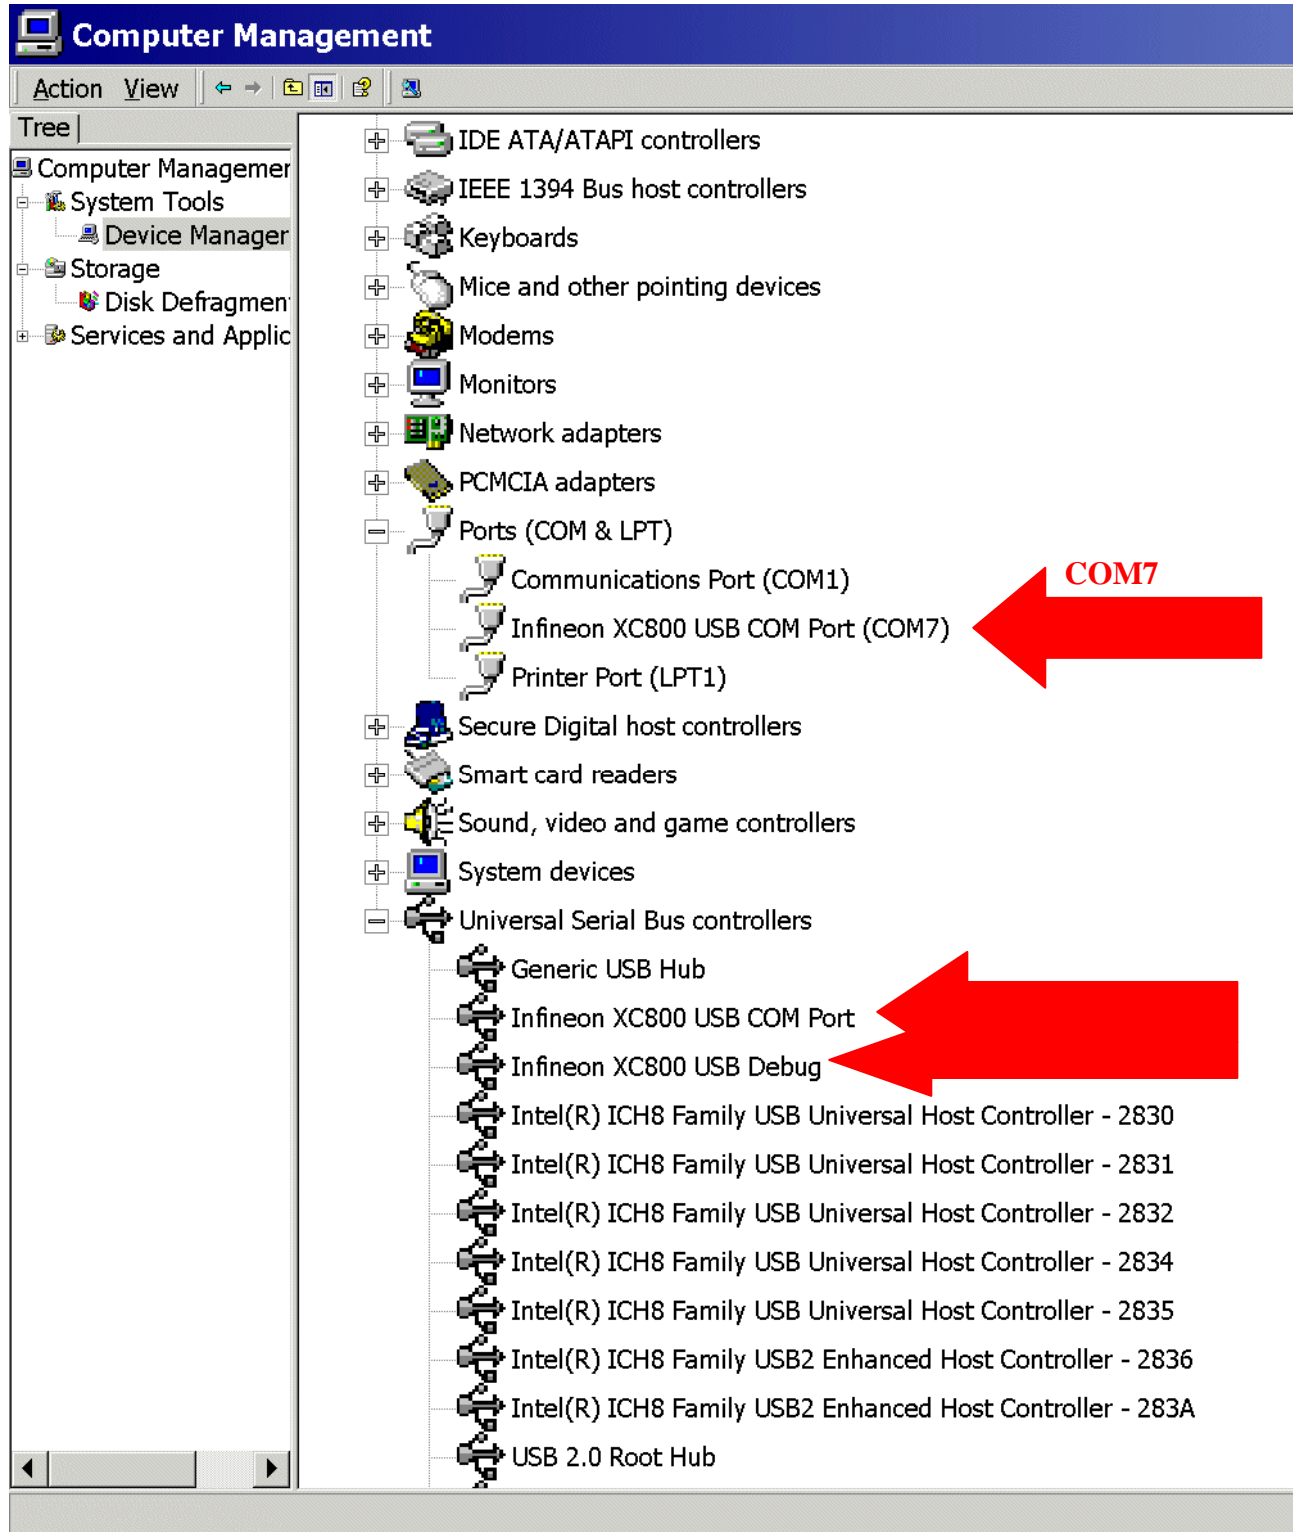 Computer Management
Action View
Tree
Computer Managemer
System Tools
Device Manager
Storage
Disk Defragmen
Services and Applic
IDE ATA/ATAPI controllers
IEEE 1394 Bus host controllers
Keyboards
Mice and other pointing devices
Modems
Monitors
Network adapters
PCMCIA adapters
Ports (COM & LPT)
Communications Port (COM1)
COM7
Infineon XC800 USB COM Port (COM7)
Printer Port (LPT1)
Secure Digital host controllers
Smart card readers
Sound, video and game controllers
System devices
Universal Serial Bus controllers
Generic USB Hub
Infineon XC800 USB COM Port
Infineon XC800 USB Debug
Intel(R) ICH8 Family USB Universal Host Controller - 2830
Intel(R) ICH8 Family USB Universal Host Controller - 2831
Intel(R) ICH8 Family USB Universal Host Controller - 2832
Intel(R) ICH8 Family USB Universal Host Controller - 2834
Intel(R) ICH8 Family USB Universal Host Controller - 2835
Intel(R) ICH8 Family USB2 Enhanced Host Controller - 2836
Intel(R) ICH8 Family USB2 Enhanced Host Controller - 283A
USB 2.0 Root Hub